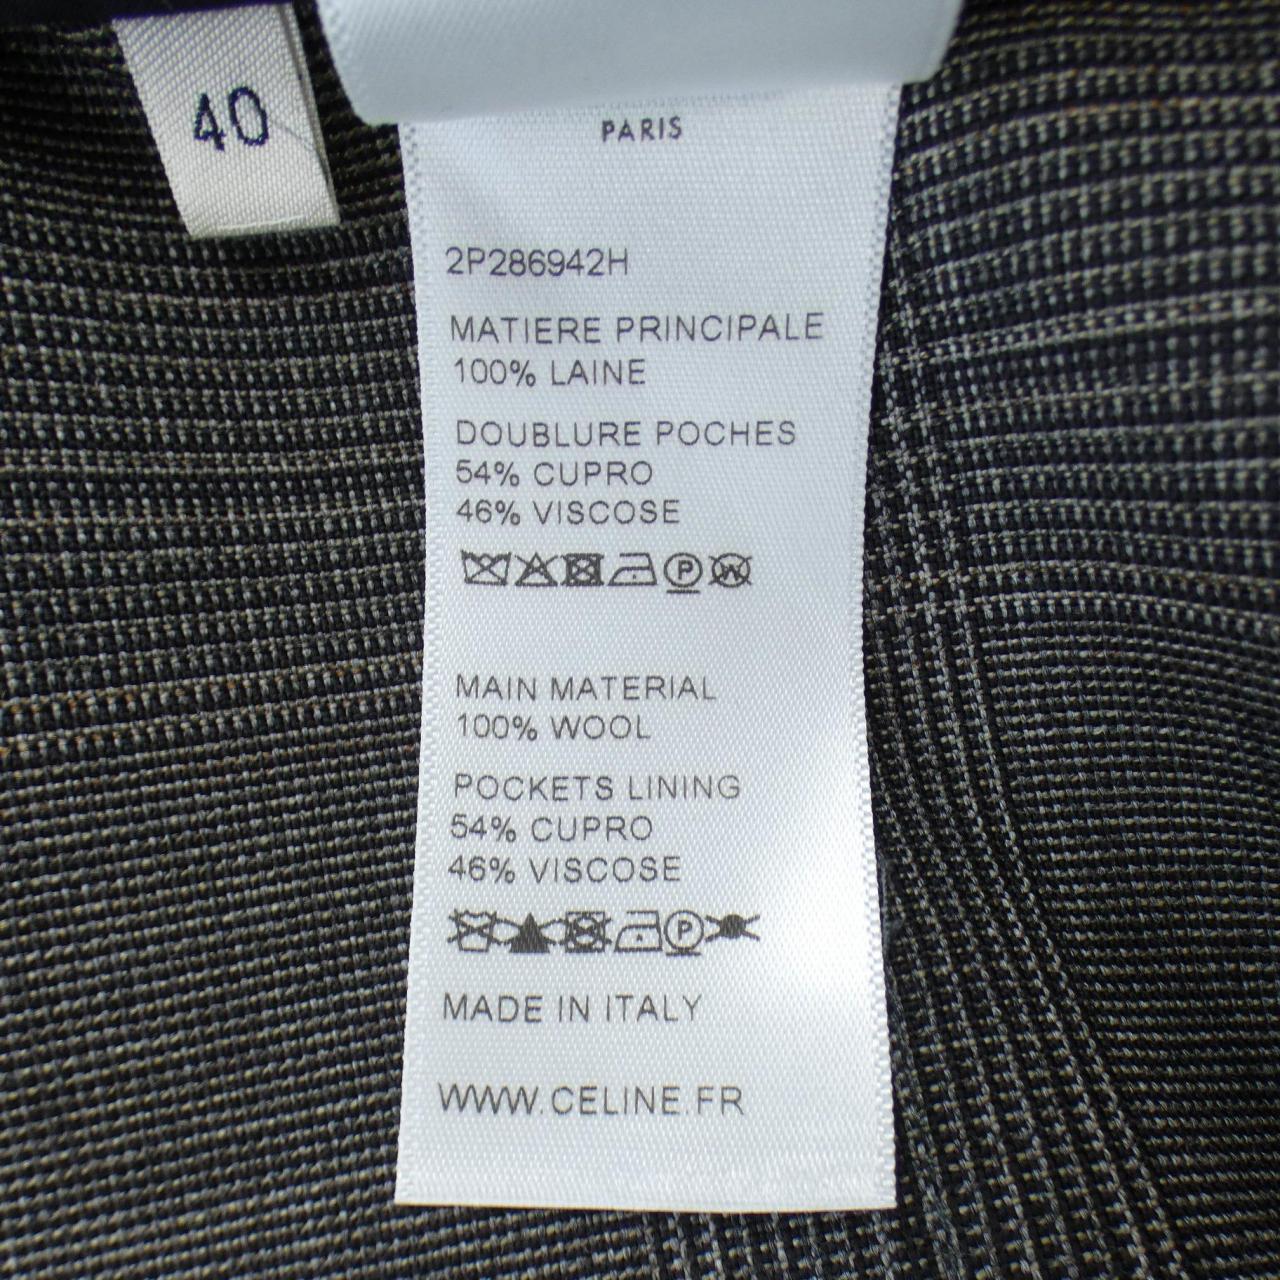 40
PARIS
2P286942H
MATIERE PRINCIPALE
100% LAINE
DOUBLURE POCHES
54% CUPRO
46% VISCOSE
P W
MAIN MATERIAL
100% WOOL
POCKETS LINING
54% CUPRO
46% VISCOSE
P
MADE IN ITALY
WWW.CELINE.FR